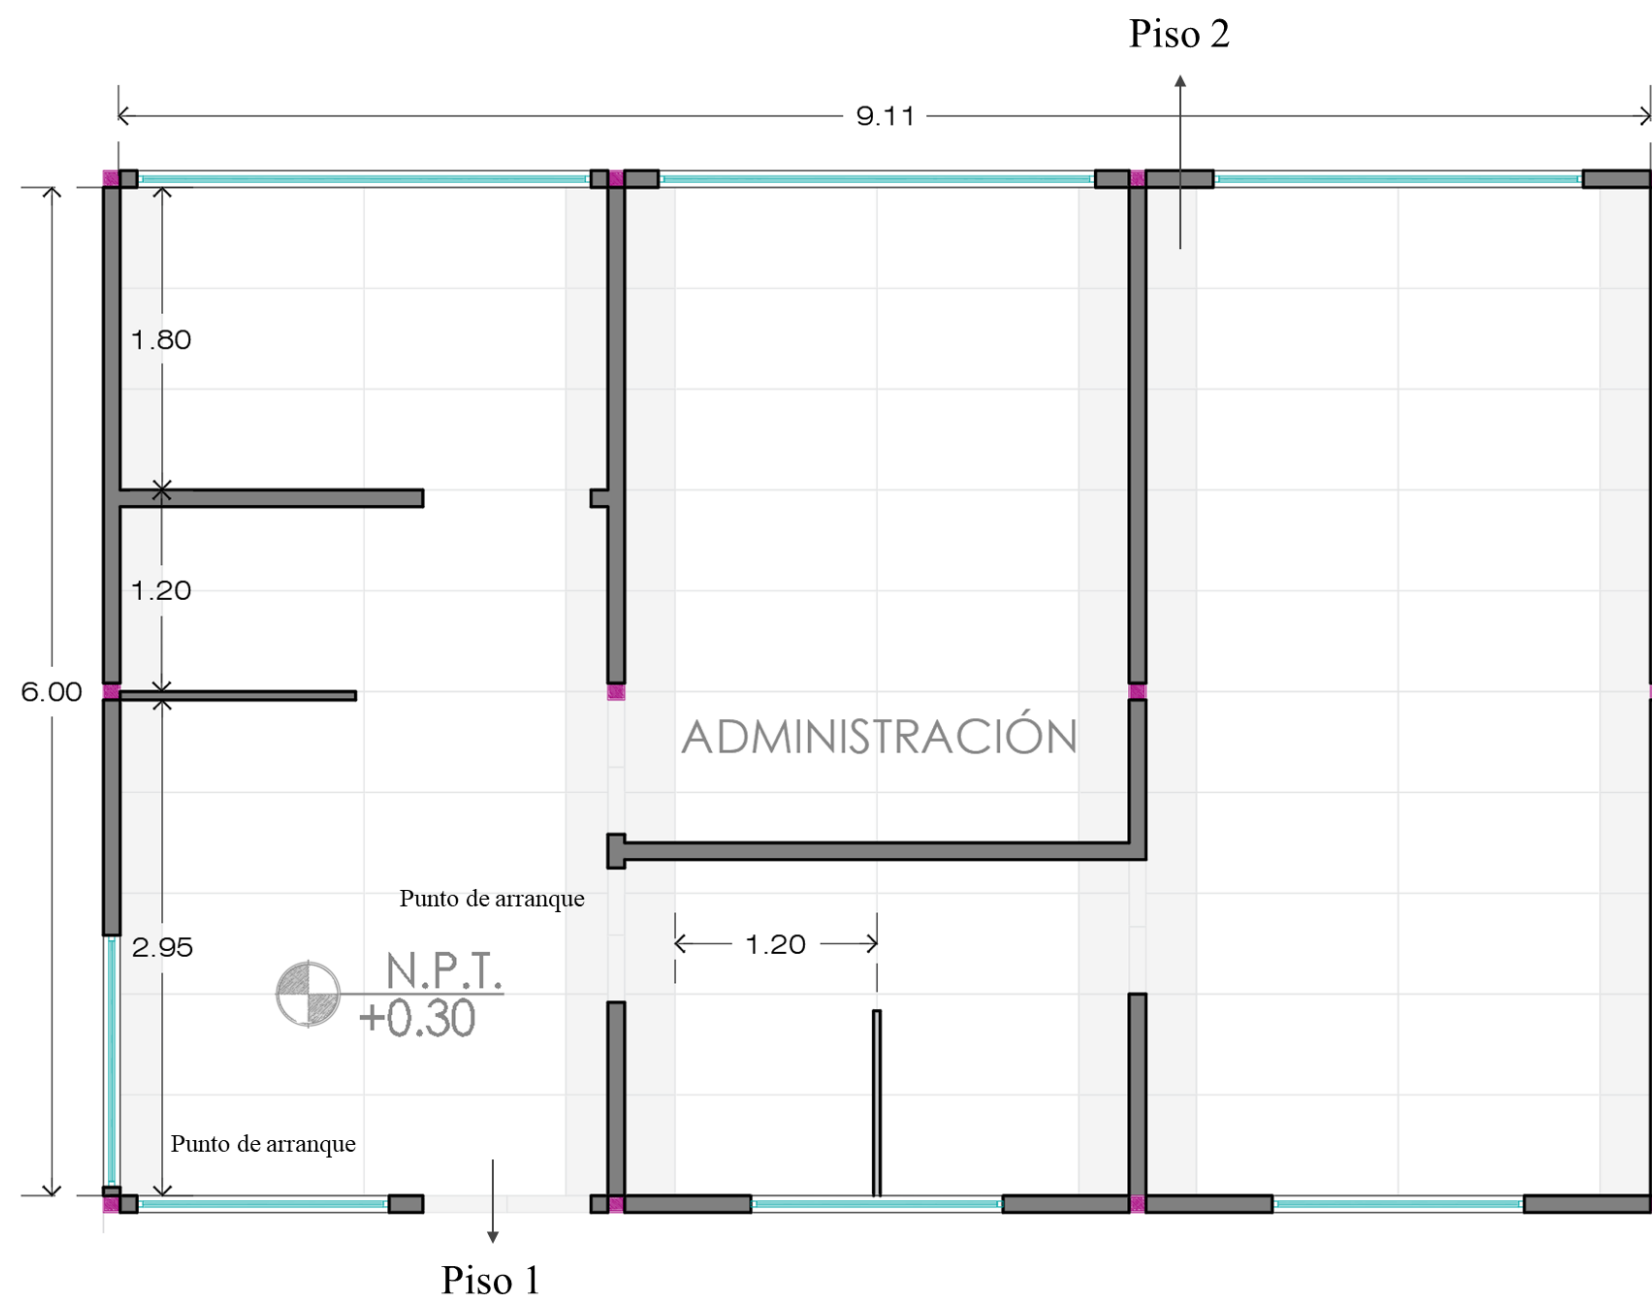 Piso 2
9.11
1.80
1.20
6.00
ADMINISTRACIÓN
Punto de arranque
2.95
1.20
N.P.T.
+0.30
Punto de arranque
Piso 1